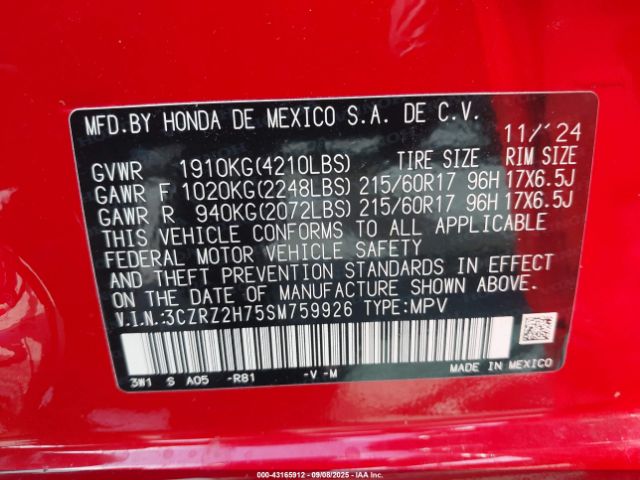 MFD.BY HONDA DE MEXICO S.A. DE C.V.
11/'24
GVWR 1910KG(4210LBS) TIRE SIZE RIM SIZE
GAWR F 1020KG(2248LBS) 215/60R17 96H 17X6.5J
GAWR R 940KG(2072LBS) 215/60R17 96H 17X6.5J
THIS VEHICLE CONFORMS TO ALL APPLICABLE
FEDERAL MOTOR VEHICLE SAFETY
AND THEFT PREVENTION STANDARDS IN EFFECT
ON THE DATE OF MANUFACTURE SHOWN ABOVE.
V.I.N.:3CZRZ2H75SM759926 TYPE:MPV
3W1 S A05 -R81 -V -M
MADE IN MEXICO
000-43165912 - 09/08/2025 - IAAI.COM